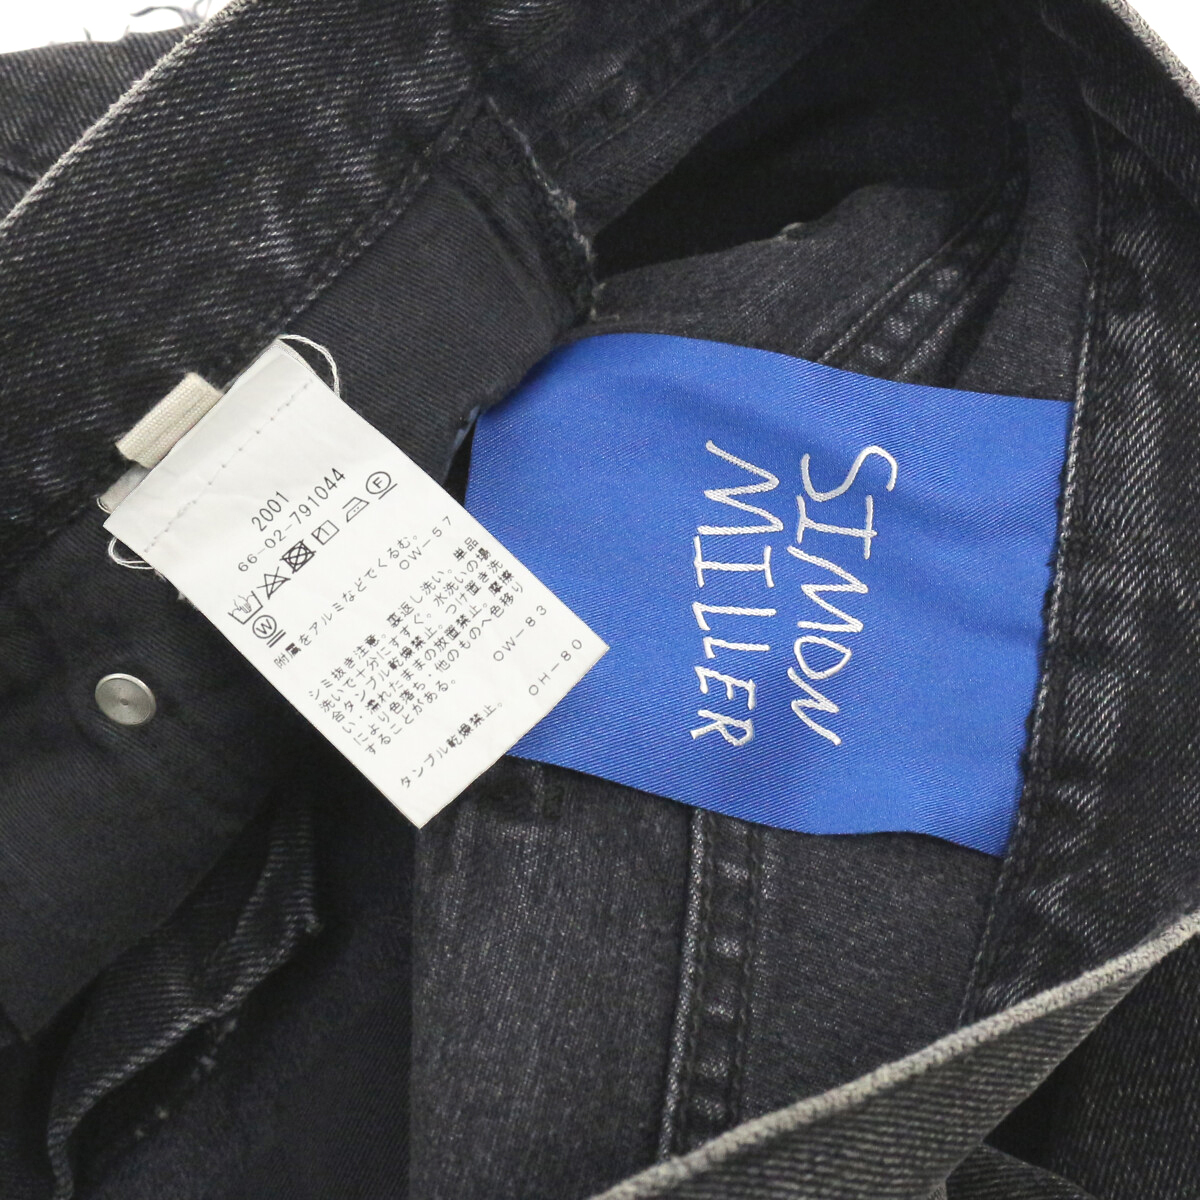 2001
66-02-791044
F
W
附属をアルミなどでくるむ。
OW-57
シミ抜き注意。裏返し洗い。単品
洗いで十分にすすぐ。水洗いの場
合タンブル乾燥禁止。つけ置き洗
い・濡れたままの放置禁止。摩擦
により色落ち・他のものへ色移り
することがある。
OW-83
タンブル乾燥禁止。
OH-80
SIMON
MILLER